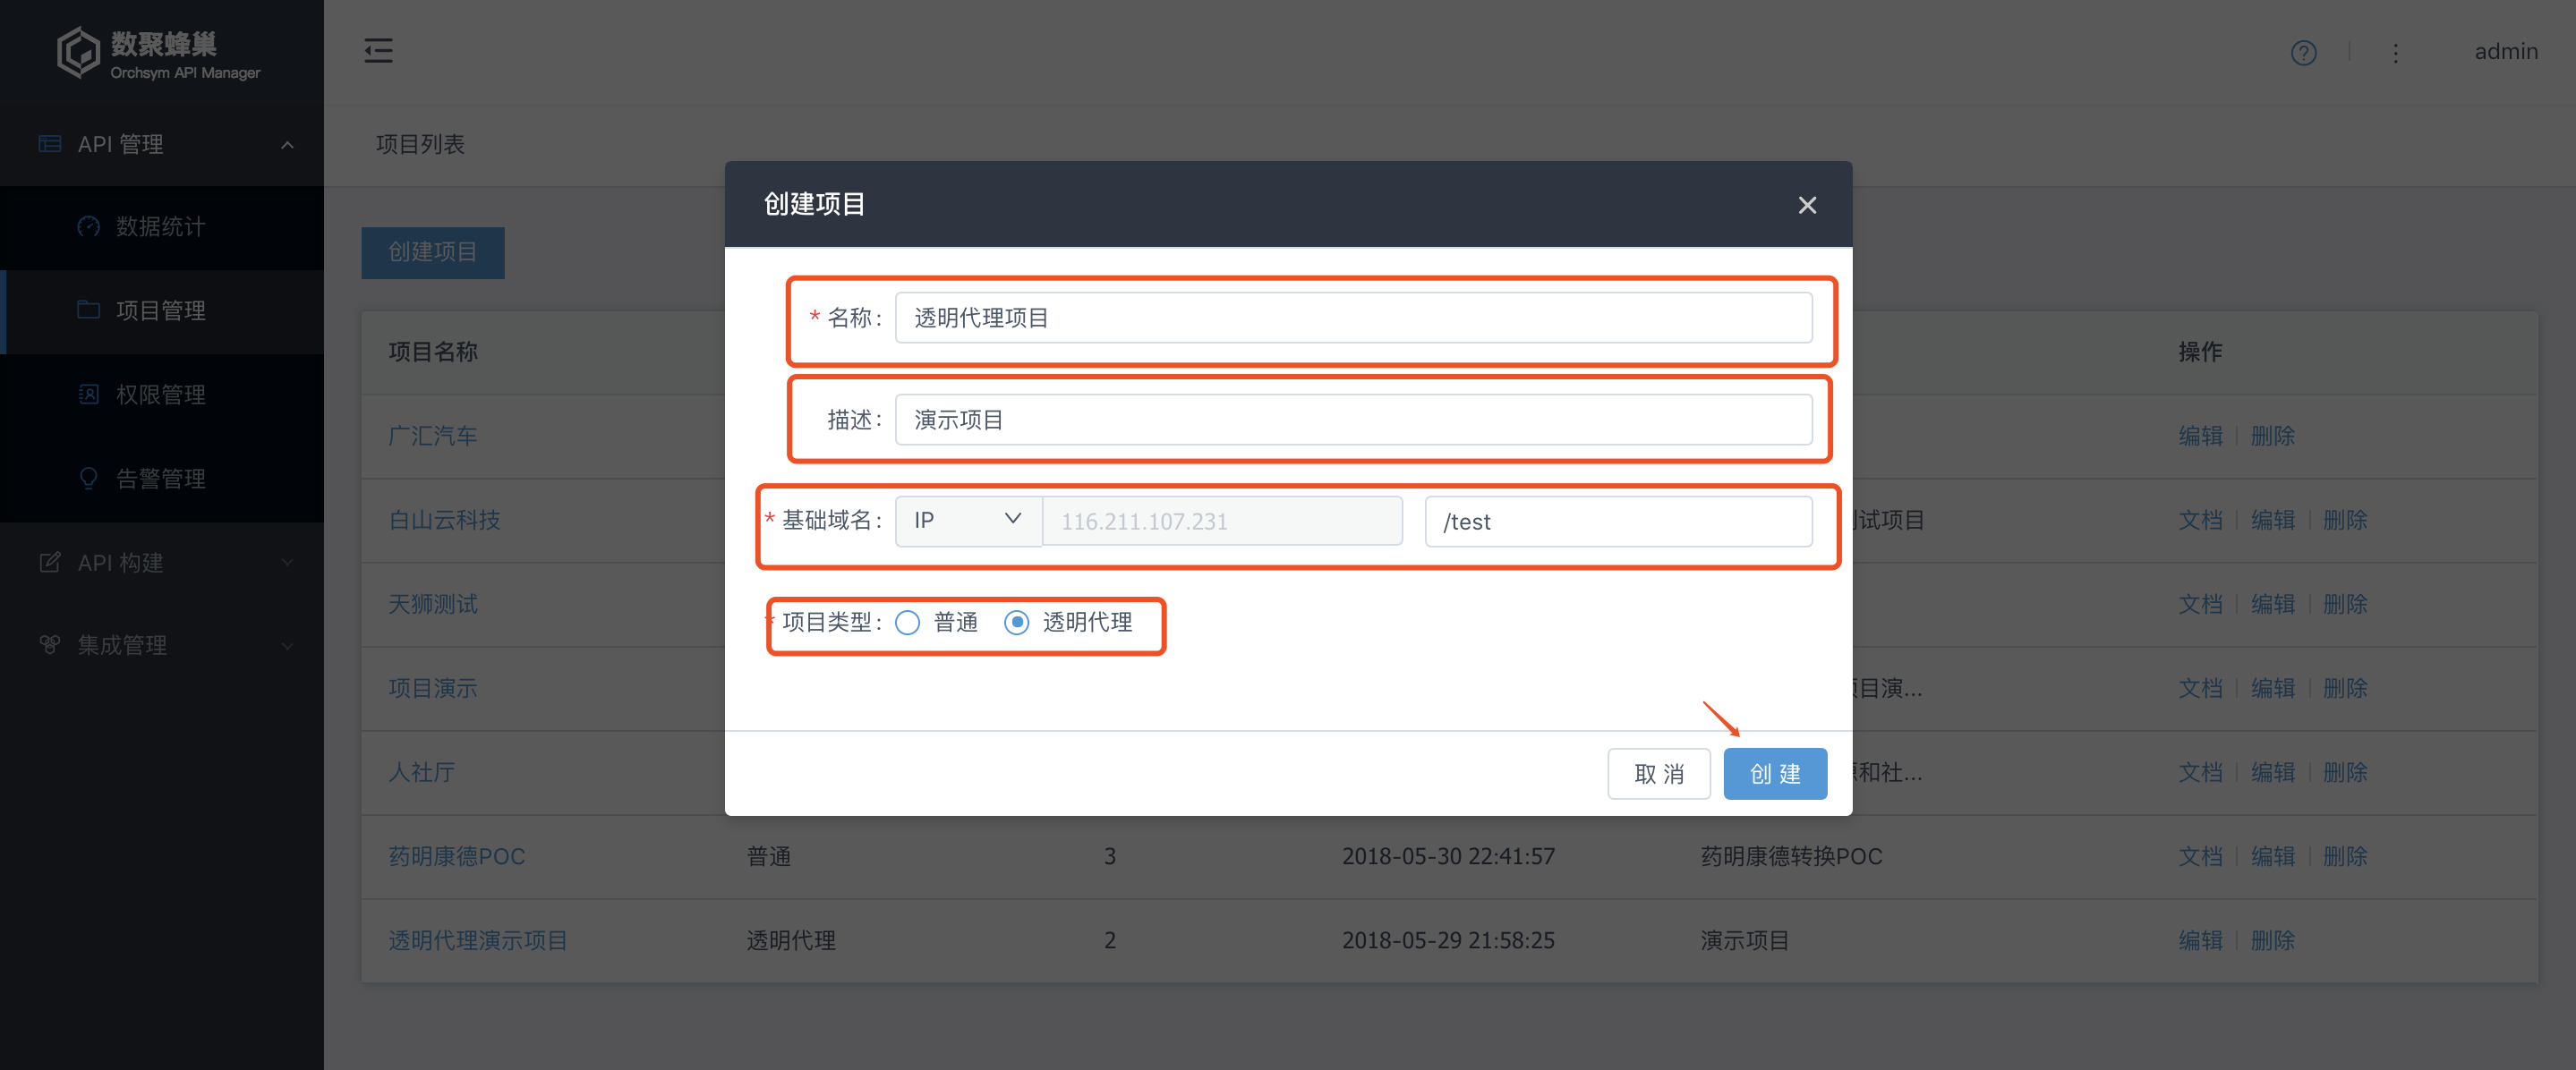 数聚蜂巢
Orchsym API Manager
admin
API 管理
数据统计
项目管理
权限管理
告警管理
API 构建
集成管理
项目列表
创建项目
创建项目
* 名称: 透明代理项目
描述: 演示项目
* 基础域名: IP 116.211.107.231 /test
* 项目类型: 普通 透明代理
取 消 创 建
项目名称 操作
广汇汽车 编辑 删除
白山云科技 试项目 文档 编辑 删除
天狮测试 文档 编辑 删除
项目演示 项目演... 文档 编辑 删除
人社厅 和社... 文档 编辑 删除
药明康德POC 普通 3 2018-05-30 22:41:57 药明康德转换POC 文档 编辑 删除
透明代理演示项目 透明代理 2 2018-05-29 21:58:25 演示项目 编辑 删除